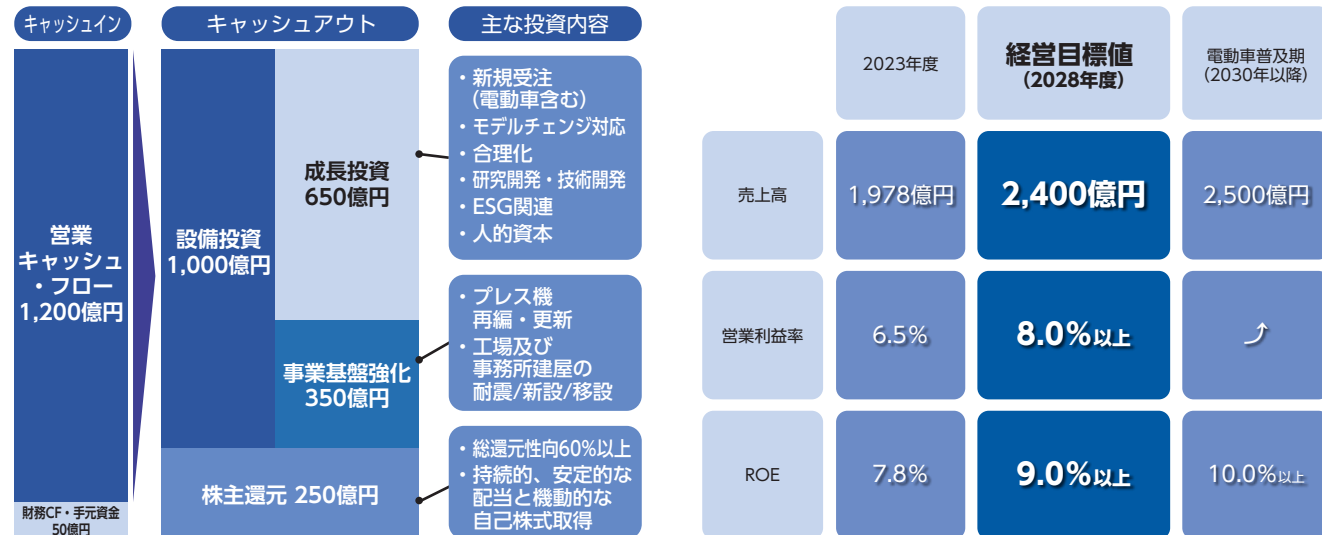 キャッシュイン
営業
キャッシュ
・フロー
1,200億円
財務CF・手元資金
50億円
キャッシュアウト
設備投資
1,000億円
成長投資
650億円
事業基盤強化
350億円
株主還元 250億円
主な投資内容
・新規受注
(電動車含む)
・モデルチェンジ対応
・合理化
・研究開発・技術開発
・ESG関連
・人的資本
・プレス機
再編・更新
・工場及び
事務所建屋の
耐震/新設/移設
・総還元性向60%以上
・持続的、安定的な
配当と機動的な
自己株式取得
2023年度
経営目標値
(2028年度)
電動車普及期
(2030年以降)
売上高
1,978億円
2,400億円
2,500億円
営業利益率
6.5%
8.0%以上
⤴
ROE
7.8%
9.0%以上
10.0%以上